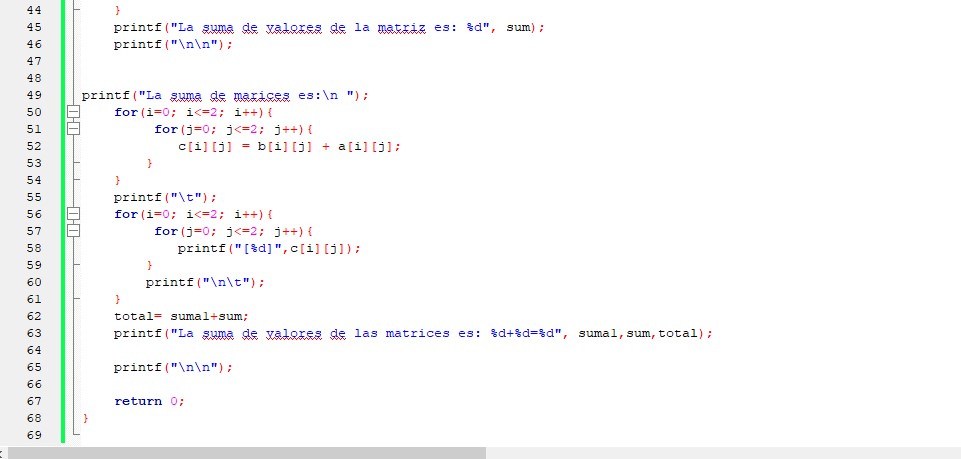 44 }
45 printf("La suma de valores de la matriz es: %d", sum);
46 printf("\n\n");
47
48
49 printf("La suma de marices es:\n ");
50 for(i=0; i<=2; i++){
51 for(j=0; j<=2; j++){
52 c[i][j] = b[i][j] + a[i][j];
53 }
54 }
55 printf("\t");
56 for(i=0; i<=2; i++){
57 for(j=0; j<=2; j++){
58 printf("[%d]",c[i][j]);
59 }
60 printf("\n\t");
61 }
62 total= suma1+sum;
63 printf("La suma de valores de las matrices es: %d+%d=%d", suma1,sum,total);
64
65 printf("\n\n");
66
67 return 0;
68 }
69